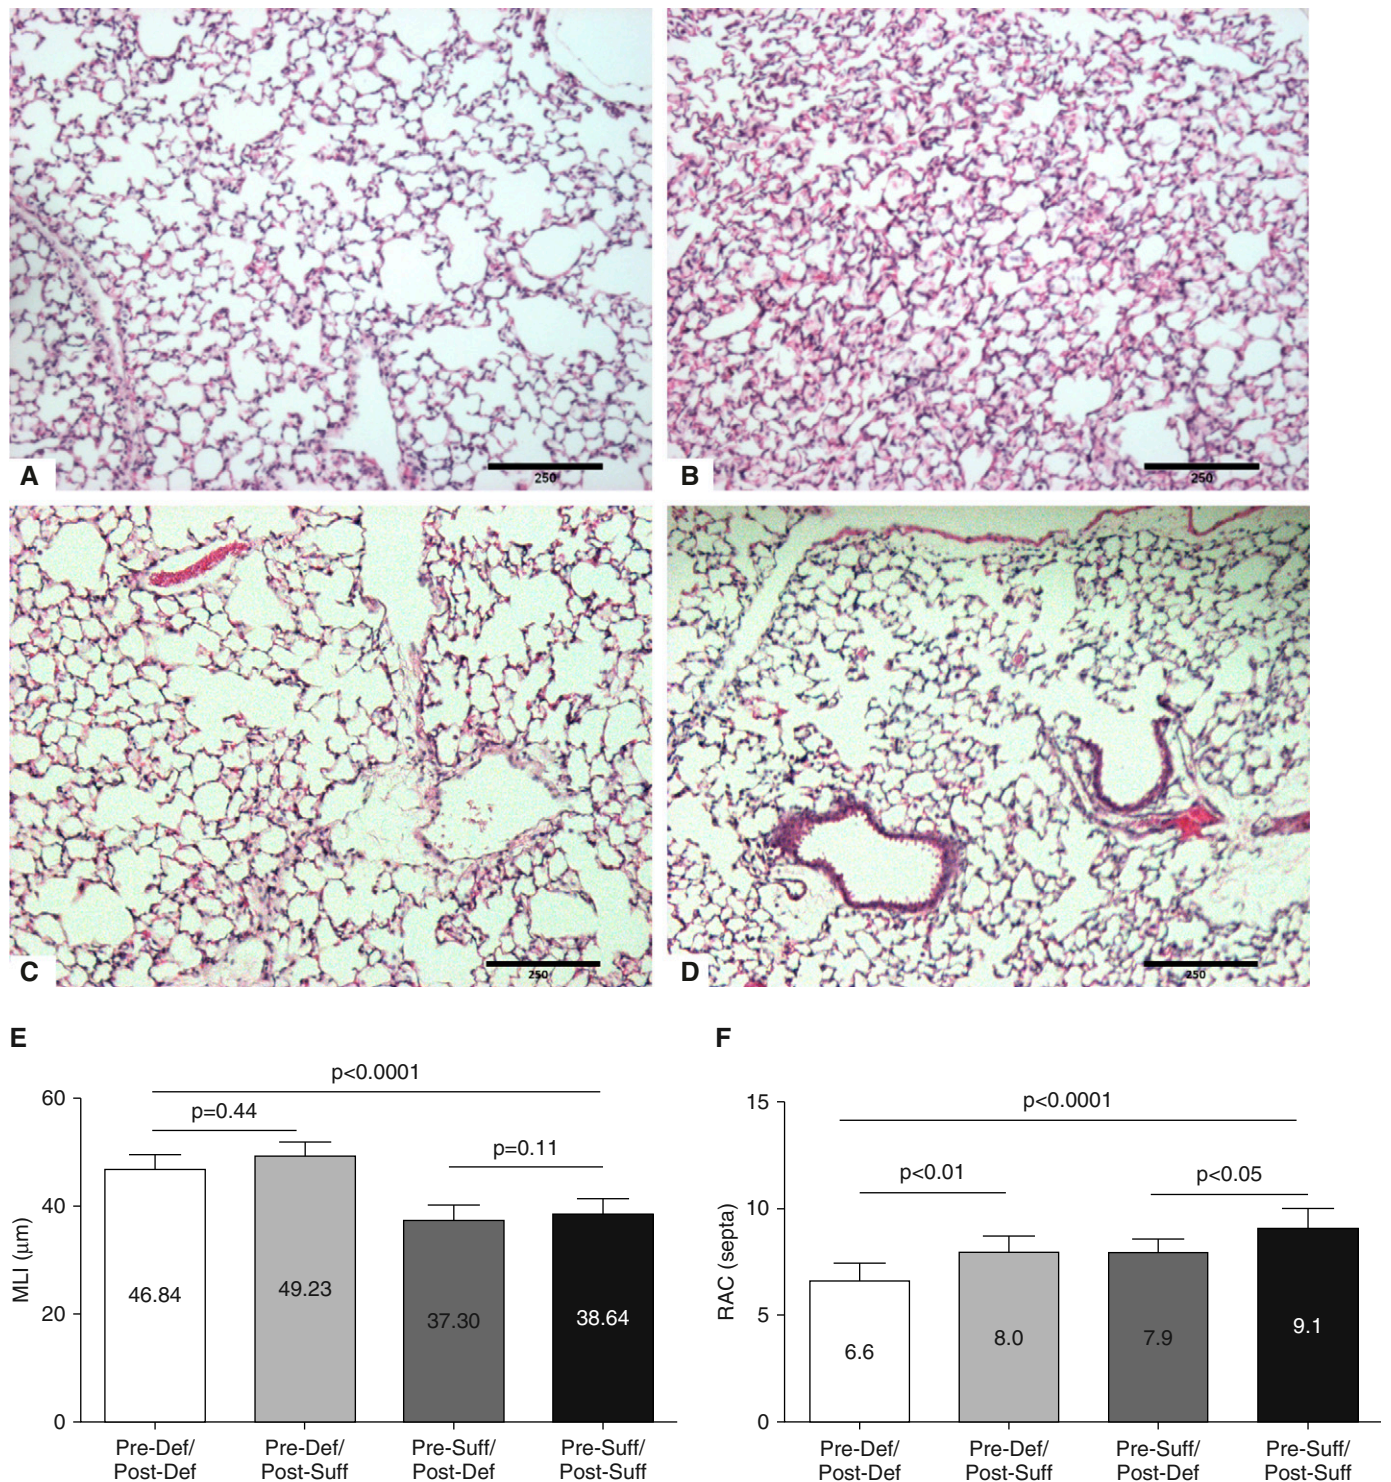 A
250
B
250
C
250
D
250
E
p<0.0001
p=0.44
p=0.11
60
40
20
0
MLI (μm)
46.84
49.23
37.30
38.64
Pre-Def/
Post-Def
Pre-Def/
Post-Suff
Pre-Suff/
Post-Def
Pre-Suff/
Post-Suff
F
p<0.0001
p<0.01
p<0.05
15
10
5
0
RAC (septa)
6.6
8.0
7.9
9.1
Pre-Def/
Post-Def
Pre-Def/
Post-Suff
Pre-Suff/
Post-Def
Pre-Suff/
Post-Suff